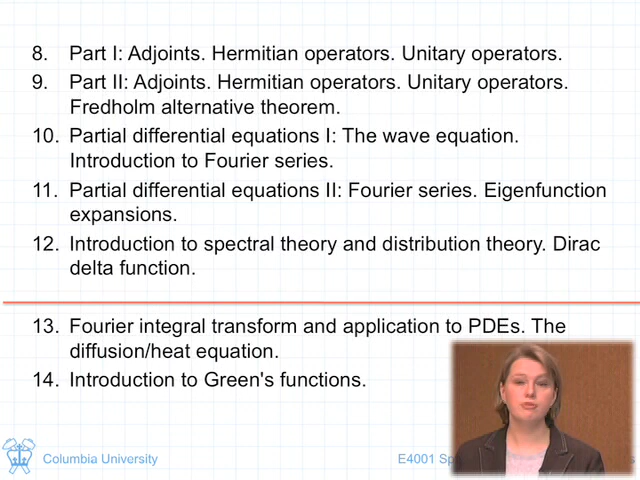 8. Part I: Adjoints. Hermitian operators. Unitary operators.
9. Part II: Adjoints. Hermitian operators. Unitary operators.
Fredholm alternative theorem.
10. Partial differential equations I: The wave equation.
Introduction to Fourier series.
11. Partial differential equations II: Fourier series. Eigenfunction
expansions.
12. Introduction to spectral theory and distribution theory. Dirac
delta function.
13. Fourier integral transform and application to PDEs. The
diffusion/heat equation.
14. Introduction to Green's functions.
Columbia University E4001